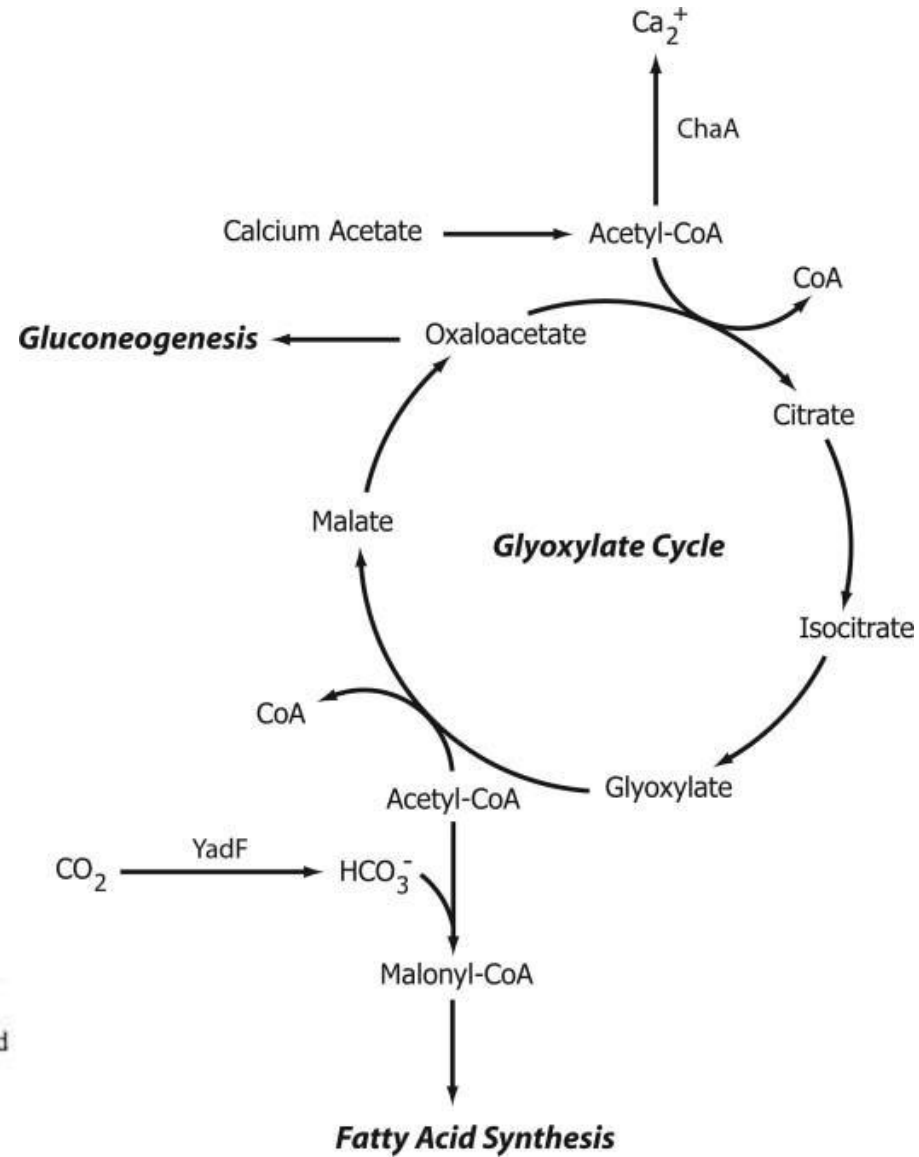 Ca₂⁺
ChaA
Calcium Acetate
Acetyl-CoA
CoA
Gluconeogenesis
Oxaloacetate
Citrate
Malate
Glyoxylate Cycle
Isocitrate
CoA
Glyoxylate
Acetyl-CoA
YadF
CO₂
HCO₃⁻
Malonyl-CoA
Fatty Acid Synthesis